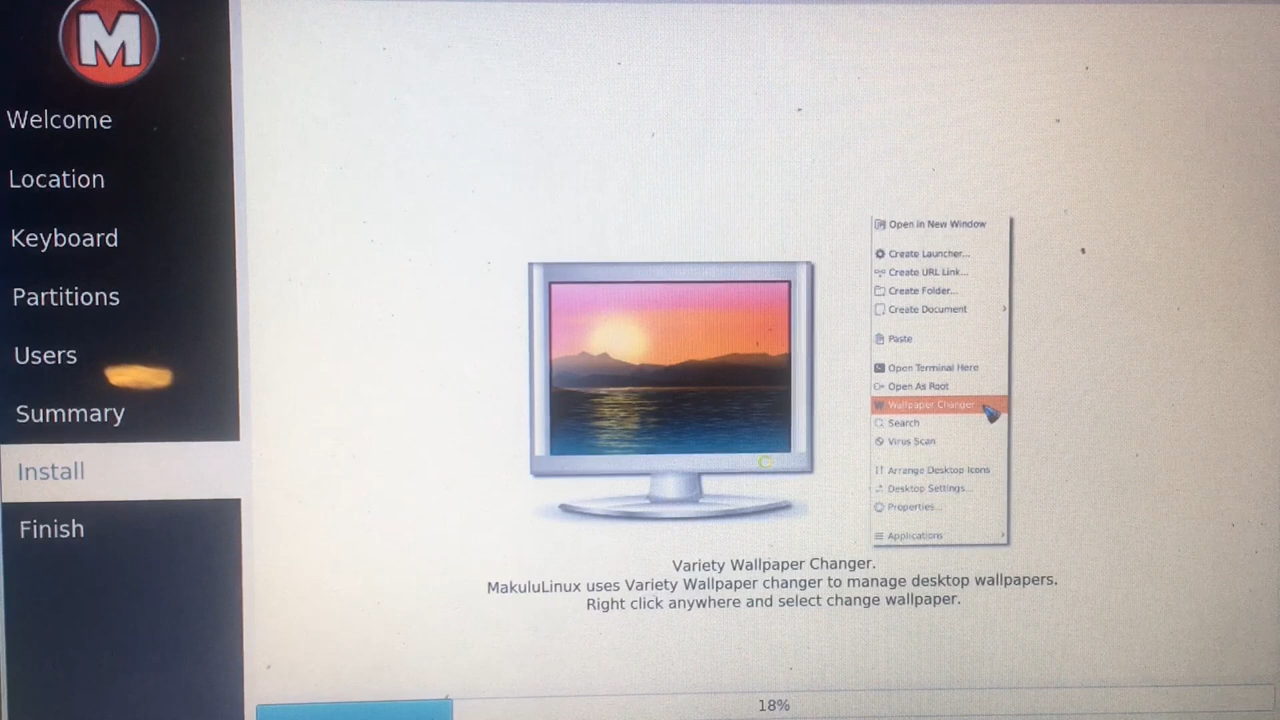 M
Welcome
Location
Keyboard
Partitions
Users
Summary
Install
Finish
Open in New Window
Create Launcher...
Create URL Link...
Create Folder...
Create Document
Paste
Open Terminal Here
Open As Root
Wallpaper Changer
Search
Virus Scan
Arrange Desktop Icons
Desktop Settings...
Properties...
Applications
Variety Wallpaper Changer.
MakuluLinux uses Variety Wallpaper changer to manage desktop wallpapers.
Right click anywhere and select change wallpaper.
18%